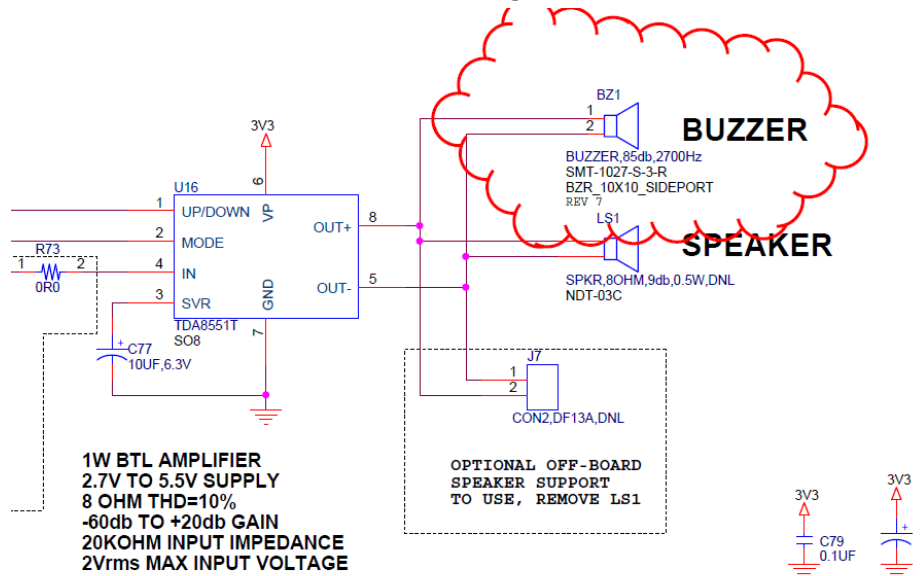 BZ1
1
2
BUZZER
BUZZER,85db,2700Hz
SMT-1027-S-3-R
BZR_10X10_SIDEPORT
REV 7
LS1
SPEAKER
SPKR,8OHM,9db,0.5W,DNL
NDT-03C
3V3
6
U16
1
UP/DOWN
VP
2
MODE
OUT+
8
R73
1
2
0R0
4
IN
3
SVR
GND
OUT-
5
7
TDA8551T
SO8
C77
+
10UF,6.3V
J7
1
2
CON2,DF13A,DNL
OPTIONAL OFF-BOARD
SPEAKER SUPPORT
TO USE, REMOVE LS1
1W BTL AMPLIFIER
2.7V TO 5.5V SUPPLY
8 OHM THD=10%
-60db TO +20db GAIN
20KOHM INPUT IMPEDANCE
2Vrms MAX INPUT VOLTAGE
3V3
C79
0.1UF
3V3
+